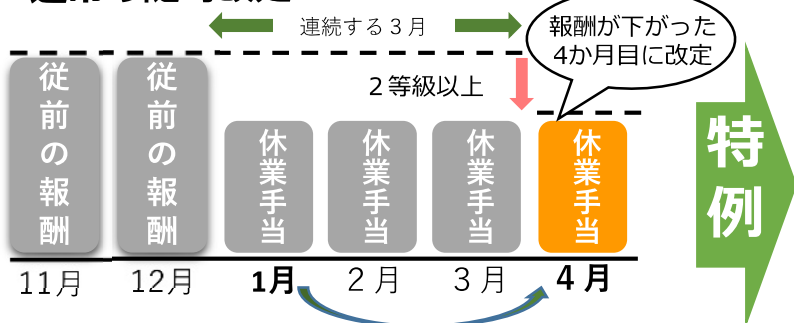 連続する3月
報酬が下がった
4か月目に改定
2等級以上
従前の報酬
従前の報酬
休業手当
休業手当
休業手当
休業手当
特例
11月
12月
1月
2月
3月
4月